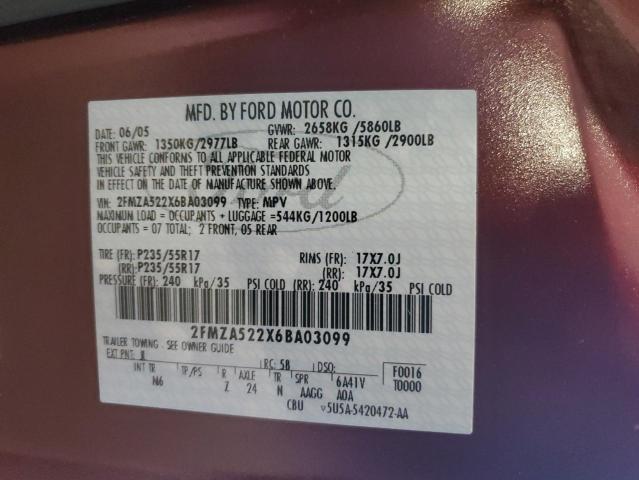 MFD. BY FORD MOTOR CO.
DATE: 06/05 GVWR: 2658KG /5860LB
FRONT GAWR: 1350KG/2977LB REAR GAWR: 1315KG/2900LB
THIS VEHICLE CONFORMS TO ALL APPLICABLE FEDERAL MOTOR
VEHICLE SAFETY AND THEFT PREVENTION STANDARDS
IN EFFECT ON THE DATE OF MANUFACTURE SHOWN ABOVE.
VIN: 2FMZA522X6BA03099 TYPE: MPV
MAXIMUM LOAD = OCCUPANTS + LUGGAGE =544KG/1200LB
OCCUPANTS = 07 TOTAL; 2 FRONT, 05 REAR
TIRE (FR): P235/55R17 RIMS (FR): 17X7.0J
(RR): P235/55R17 (RR): 17X7.0J
PRESSURE (FR): 240 kPa/35 PSI COLD (RR): 240 kPa/35 PSI COLD
2FMZA522X6BA03099
TRAILER TOWING - SEE OWNER GUIDE
EXT PNT: RC: 58 DSO: F0016
T0000
INT TR TP/PS R AXLE TR SPR 6A41V
N6 Z 24 N AAGG AOA
CBU V5U5A-5420472-AA
Ford